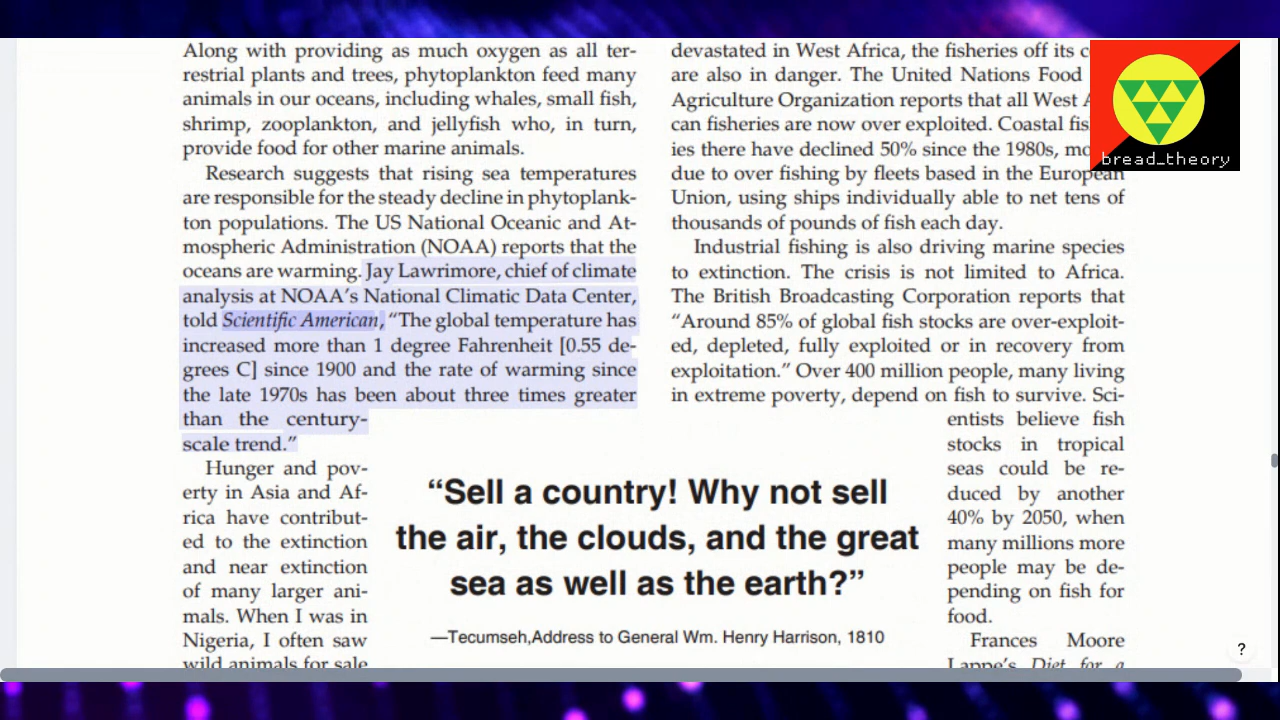 Along with providing as much oxygen as all ter-
restrial plants and trees, phytoplankton feed many
animals in our oceans, including whales, small fish,
shrimp, zooplankton, and jellyfish who, in turn,
provide food for other marine animals.
Research suggests that rising sea temperatures
are responsible for the steady decline in phytoplank-
ton populations. The US National Oceanic and At-
mospheric Administration (NOAA) reports that the
oceans are warming. Jay Lawrimore, chief of climate
analysis at NOAA's National Climatic Data Center,
told Scientific American, “The global temperature has
increased more than 1 degree Fahrenheit [0.55 de-
grees C] since 1900 and the rate of warming since
the late 1970s has been about three times greater
than the century-
scale trend.”
Hunger and pov-
erty in Asia and Af-
rica have contribut-
ed to the extinction
and near extinction
of many larger ani-
mals. When I was in
Nigeria, I often saw
wild animals for sale
“Sell a country! Why not sell
the air, the clouds, and the great
sea as well as the earth?”
—Tecumseh,Address to General Wm. Henry Harrison, 1810
devastated in West Africa, the fisheries off its
are also in danger. The United Nations Food
Agriculture Organization reports that all West
can fisheries are now over exploited. Coastal
ies there have declined 50% since the 1980s,
due to over fishing by fleets based in the European
Union, using ships individually able to net tens of
thousands of pounds of fish each day.
Industrial fishing is also driving marine species
to extinction. The crisis is not limited to Africa.
The British Broadcasting Corporation reports that
“Around 85% of global fish stocks are over-exploit-
ed, depleted, fully exploited or in recovery from
exploitation.” Over 400 million people, many living
in extreme poverty, depend on fish to survive. Sci-
entists believe fish
stocks in tropical
seas could be re-
duced by another
40% by 2050, when
many millions more
people may be de-
pending on fish for
food.
Frances Moore
Lappe's Diet for a
bread_theory
?